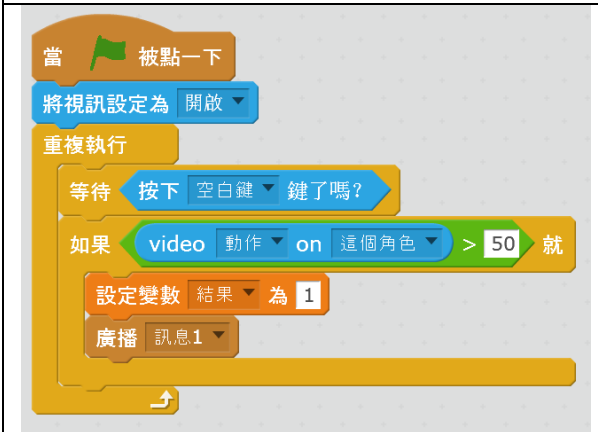 當 被點一下
將視訊設定為 開啟
重複執行
等待 按下 空白鍵 鍵了嗎?
如果 video 動作 on 這個角色 > 50 就
設定變數 結果 為 1
廣播 訊息1